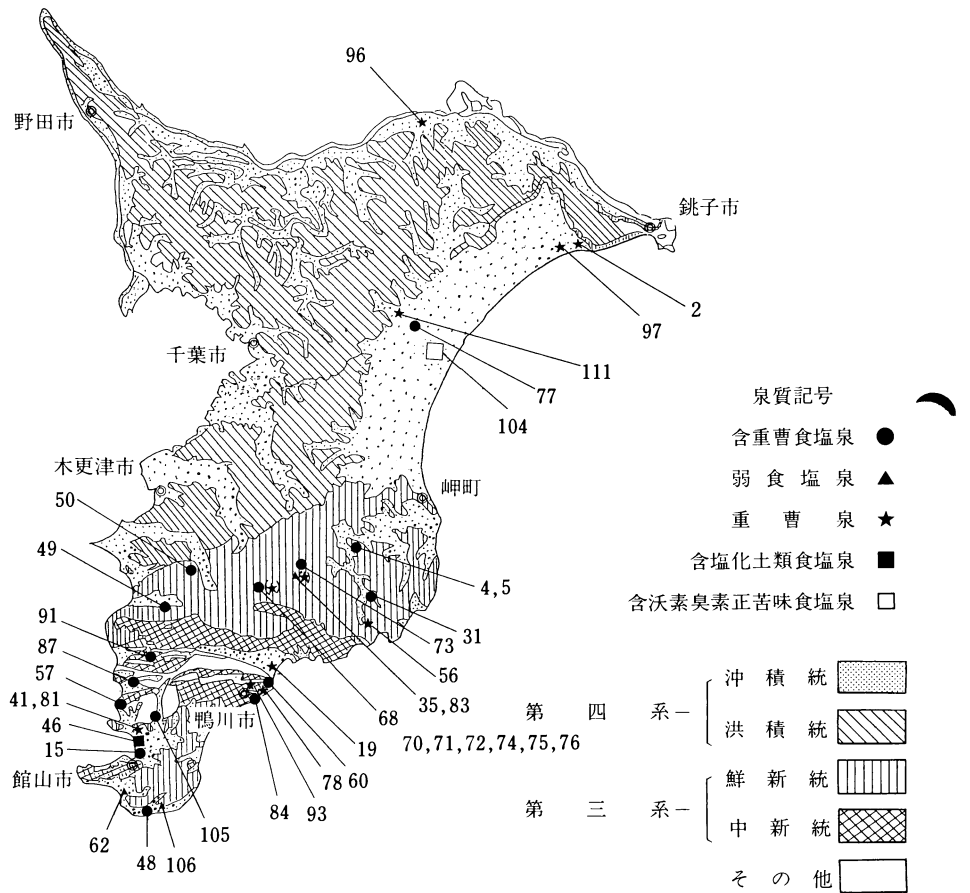 96
野田市
銚子市
2
97
千葉市
111
77
104
泉質記号
含重曹食塩泉
弱食塩泉
重曹泉
含塩化土類食塩泉
含沃素臭素正苦味食塩泉
木更津市
岬町
50
49
4,5
91
31
73
87
56
57
35,83
41,81
68
鴨川市
70,71,72,74,75,76
46
19
15
60
館山市
78
93
84
105
62
48
106
第四系
沖積統
洪積統
第三系
鮮新統
中新統
その他